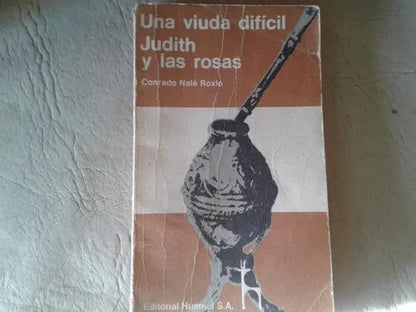 Una viuda difícil
Judith
y las rosas
Conrado Nalé Roxlo
Editorial Huemul S.A.